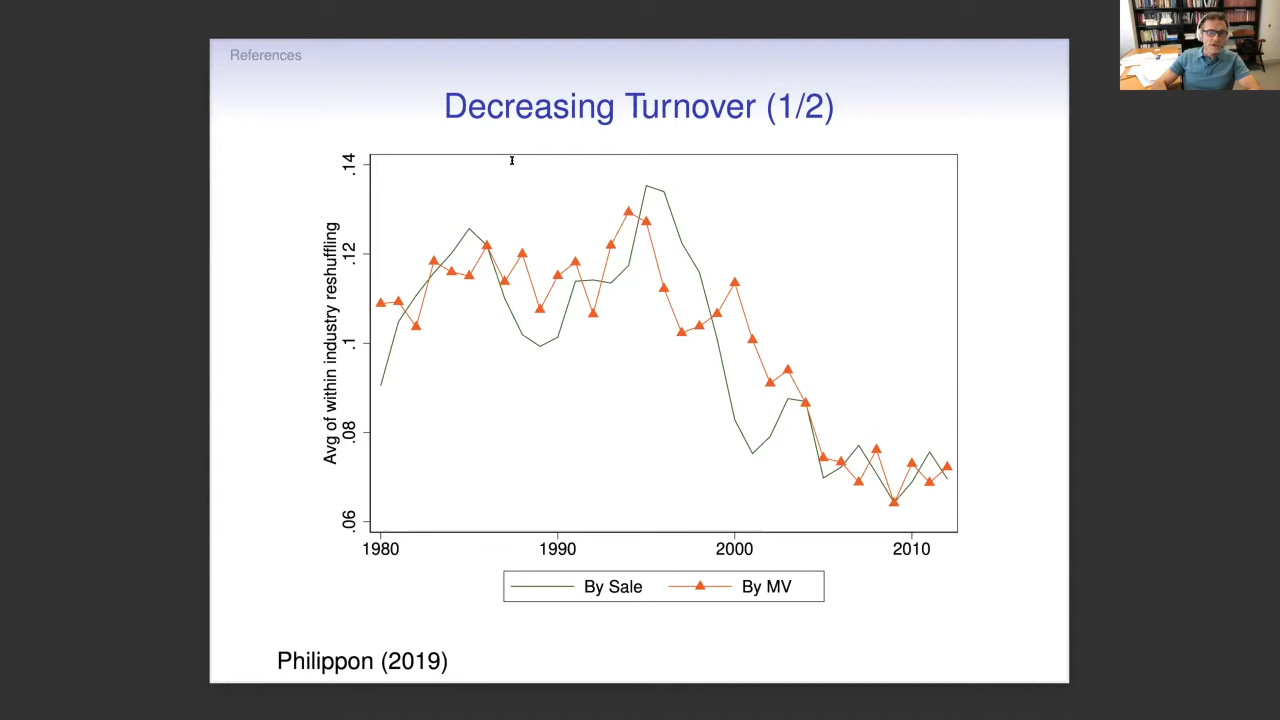 References
Decreasing Turnover (1/2)
Avg of within industry reshuffling
.14
.12
.1
.08
.06
1980
1990
2000
2010
By Sale
By MV
Philippon (2019)